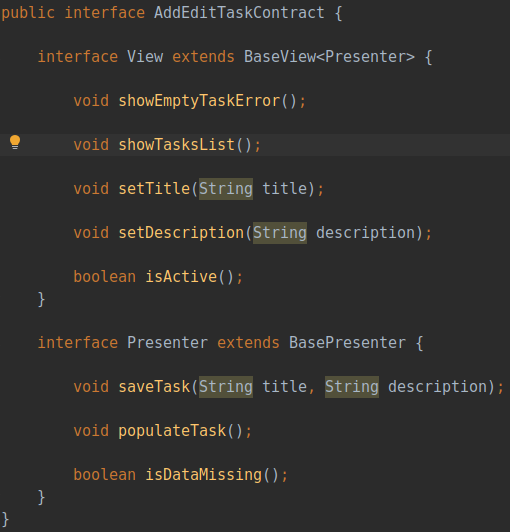 public interface AddEditTaskContract {
interface View extends BaseView<Presenter> {
void showEmptyTaskError();
void showTasksList();
void setTitle(String title);
void setDescription(String description);
boolean isActive();
}
interface Presenter extends BasePresenter {
void saveTask(String title, String description);
void populateTask();
boolean isDataMissing();
}
}